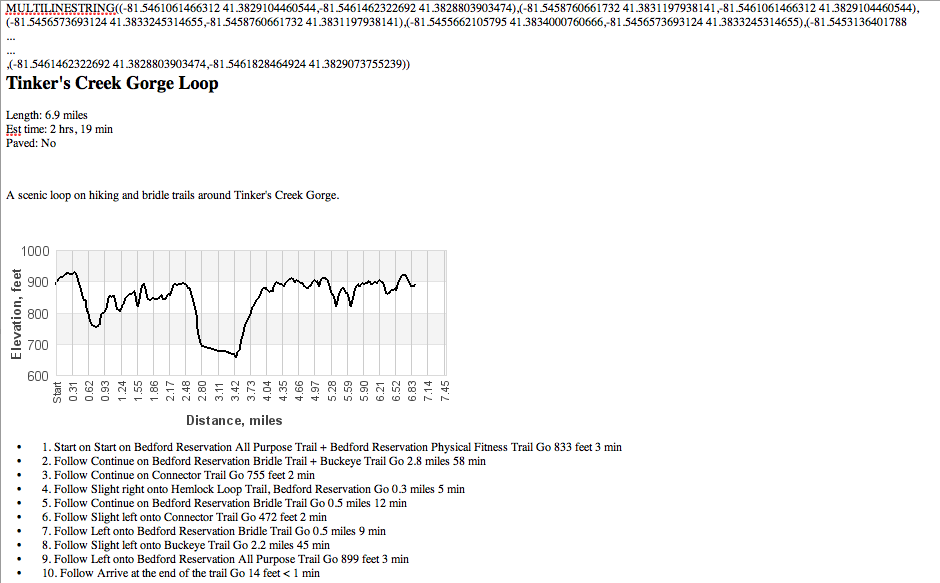 MULTILINESTRING((-81.5461061466312 41.3829104460544,-81.5461462322692 41.3828803903474),(-81.5458760661732 41.3831197938141,-81.5461061466312 41.3829104460544),
(-81.5456573693124 41.3833245314655,-81.5458760661732 41.3831197938141),(-81.5455662105795 41.3834000760666,-81.5456573693124 41.3833245314655),(-81.5453136401788
...
...
,(-81.5461462322692 41.3828803903474,-81.5461828464924 41.3829073755239))
Tinker's Creek Gorge Loop
Length: 6.9 miles
Est time: 2 hrs, 19 min
Paved: No
A scenic loop on hiking and bridle trails around Tinker's Creek Gorge.
1000
900
800
700
600
Elevation, feet
Start 0.31 0.62 0.93 1.24 1.55 1.86 2.17 2.48 2.80 3.11 3.42 3.73 4.04 4.35 4.66 4.97 5.28 5.59 5.90 6.21 6.52 6.83 7.14 7.45
Distance, miles
• 1. Start on Start on Bedford Reservation All Purpose Trail + Bedford Reservation Physical Fitness Trail Go 833 feet 3 min
• 2. Follow Continue on Bedford Reservation Bridle Trail + Buckeye Trail Go 2.8 miles 58 min
• 3. Follow Continue on Connector Trail Go 755 feet 2 min
• 4. Follow Slight right onto Hemlock Loop Trail, Bedford Reservation Go 0.3 miles 5 min
• 5. Follow Continue on Bedford Reservation Bridle Trail Go 0.5 miles 12 min
• 6. Follow Slight left onto Connector Trail Go 472 feet 2 min
• 7. Follow Left onto Bedford Reservation Bridle Trail Go 0.5 miles 9 min
• 8. Follow Slight left onto Buckeye Trail Go 2.2 miles 45 min
• 9. Follow Left onto Bedford Reservation All Purpose Trail Go 899 feet 3 min
• 10. Follow Arrive at the end of the trail Go 14 feet < 1 min